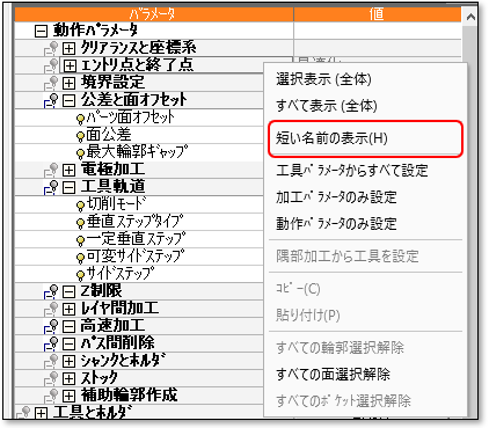 ﾊﾟﾗﾒｰﾀ 値
動作ﾊﾟﾗﾒｰﾀ
ｸﾘｱﾗﾝｽと座標系
ｴﾝﾄﾘ点と終了点
境界設定
公差と面ｵﾌｾｯﾄ
ﾊﾟｰﾂ面ｵﾌｾｯﾄ
面公差
最大輪郭ｷﾞｬｯﾌﾟ
電極加工
工具軌道
切削ﾓｰﾄﾞ
垂直ｽﾃｯﾌﾟﾀｲﾌﾟ
一定垂直ｽﾃｯﾌﾟ
可変ｻｲﾄﾞｽﾃｯﾌﾟ
ｻｲﾄﾞｽﾃｯﾌﾟ
Z制限
ﾚｲﾔ間加工
高速加工
ﾊﾟｽ間削除
ｼｬﾝｸとﾎﾙﾀﾞ
ｽﾄｯｸ
補助輪郭作成
工具とﾎﾙﾀﾞ
選択表示 (全体)
すべて表示 (全体)
短い名前の表示(H)
工具ﾊﾟﾗﾒｰﾀからすべて設定
加工ﾊﾟﾗﾒｰﾀのみ設定
動作ﾊﾟﾗﾒｰﾀのみ設定
隅部加工から工具を設定
ｺﾋﾟｰ(C)
貼り付け(P)
すべての輪郭選択解除
すべての面選択解除
すべてのﾎﾟｹｯﾄ選択解除